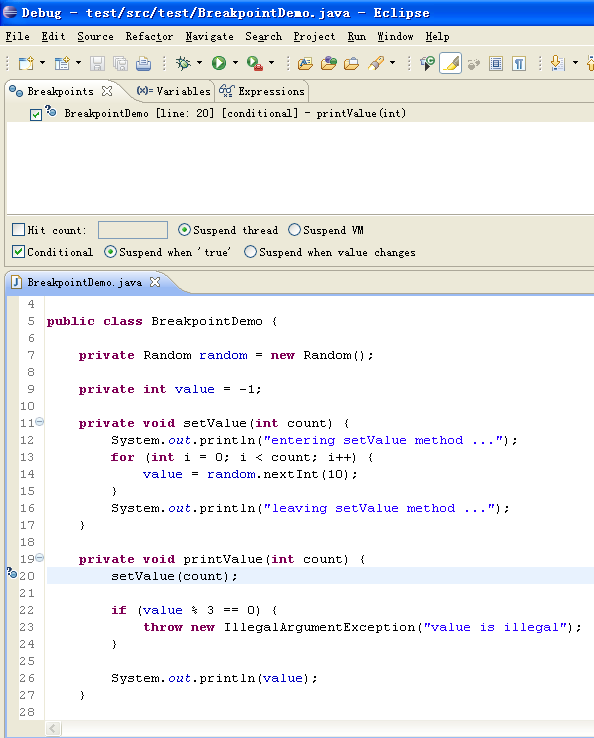 Debug - test/src/test/BreakpointDemo.java - Eclipse
File Edit Source Refactor Navigate Search Project Run Window Help
Breakpoints (x)= Variables Expressions
BreakpointDemo [line: 20] [conditional] - printValue(int)
Hit count: Suspend thread Suspend VM
Conditional Suspend when 'true' Suspend when value changes
BreakpointDemo.java
4
5 public class BreakpointDemo {
6
7 private Random random = new Random();
8
9 private int value = -1;
10
11 private void setValue(int count) {
12 System.out.println("entering setValue method ...");
13 for (int i = 0; i < count; i++) {
14 value = random.nextInt(10);
15 }
16 System.out.println("leaving setValue method ...");
17 }
18
19 private void printValue(int count) {
20 setValue(count);
21
22 if (value % 3 == 0) {
23 throw new IllegalArgumentException("value is illegal");
24 }
25
26 System.out.println(value);
27 }
28